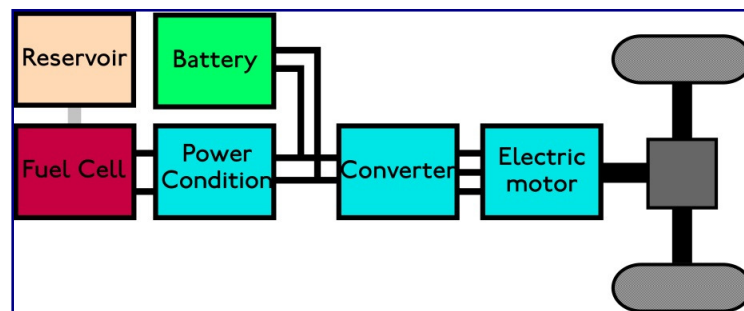 Reservoir
Battery
Fuel Cell
Power
Condition
Converter
Electric
motor